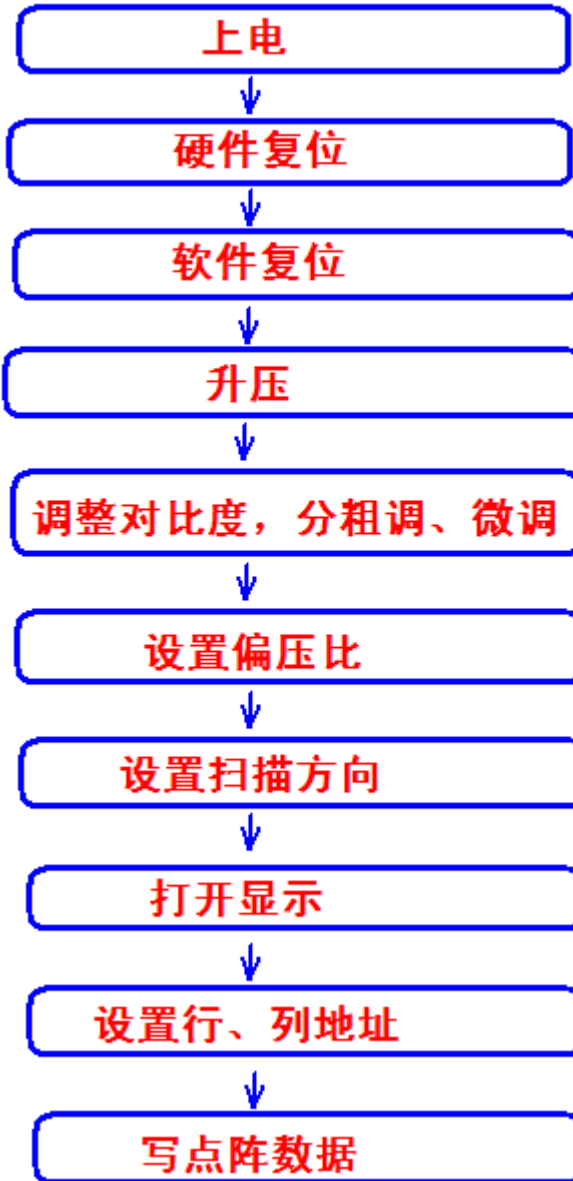 上电
硬件复位
软件复位
升压
调整对比度，分粗调、微调
设置偏压比
设置扫描方向
打开显示
设置行、列地址
写点阵数据